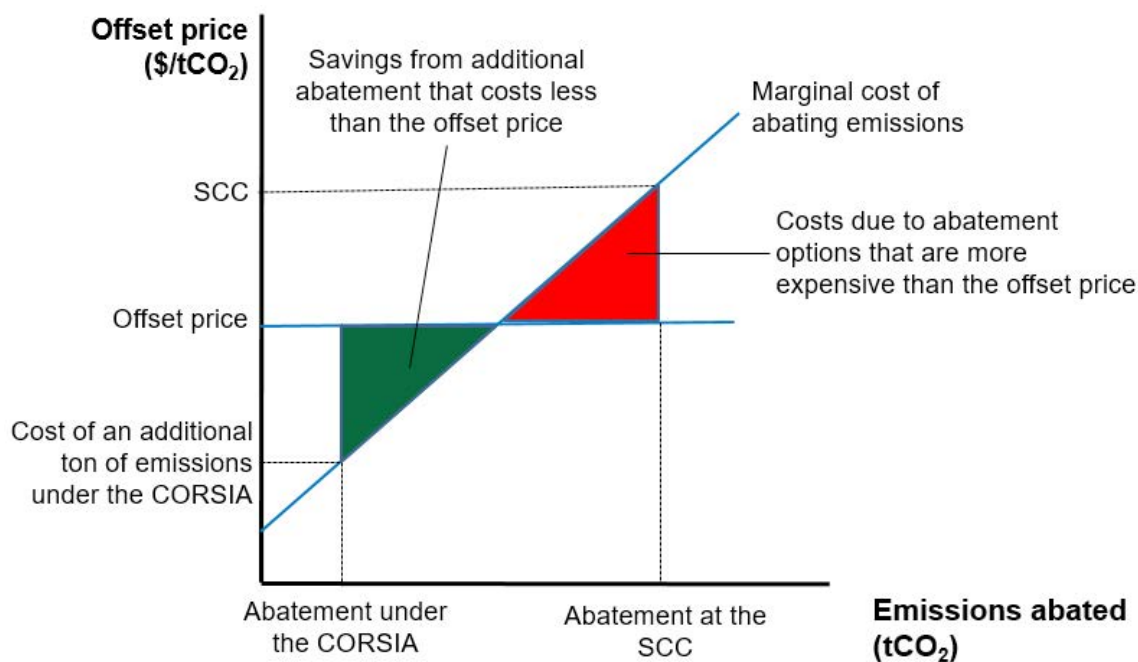 Offset price
($/tCO₂)
Savings from additional
abatement that costs less
than the offset price
Marginal cost of
abating emissions
SCC
Costs due to abatement
options that are more
expensive than the offset price
Offset price
Cost of an additional
ton of emissions
under the CORSIA
Abatement under
the CORSIA
Abatement at the
SCC
Emissions abated
(tCO₂)